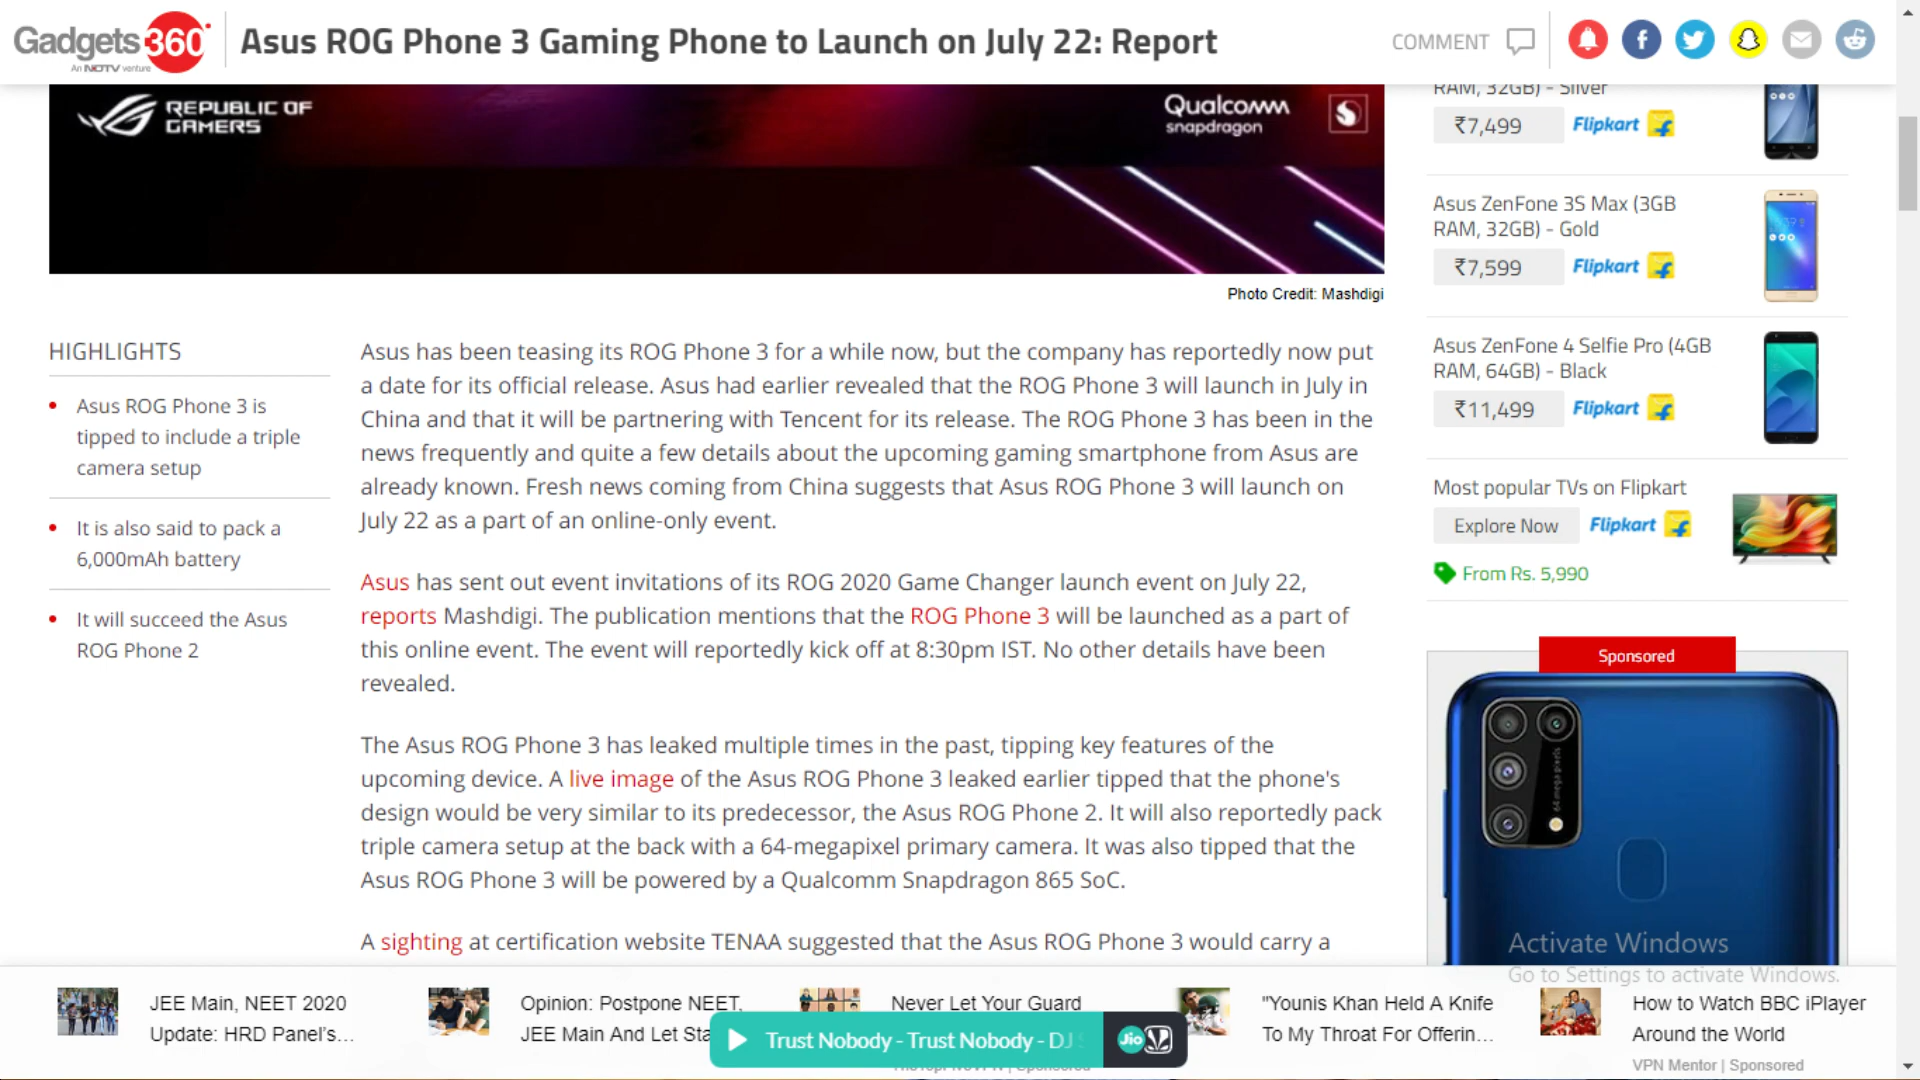 Gadgets 360
An NDTV venture
Asus ROG Phone 3 Gaming Phone to Launch on July 22: Report
COMMENT
REPUBLIC OF
GAMERS
Qualcomm
snapdragon
Photo Credit: Mashdigi
HIGHLIGHTS
Asus ROG Phone 3 is
tipped to include a triple
camera setup
It is also said to pack a
6,000mAh battery
It will succeed the Asus
ROG Phone 2
Asus has been teasing its ROG Phone 3 for a while now, but the company has reportedly now put
a date for its official release. Asus had earlier revealed that the ROG Phone 3 will launch in July in
China and that it will be partnering with Tencent for its release. The ROG Phone 3 has been in the
news frequently and quite a few details about the upcoming gaming smartphone from Asus are
already known. Fresh news coming from China suggests that Asus ROG Phone 3 will launch on
July 22 as a part of an online-only event.
Asus has sent out event invitations of its ROG 2020 Game Changer launch event on July 22,
reports Mashdigi. The publication mentions that the ROG Phone 3 will be launched as a part of
this online event. The event will reportedly kick off at 8:30pm IST. No other details have been
revealed.
The Asus ROG Phone 3 has leaked multiple times in the past, tipping key features of the
upcoming device. A live image of the Asus ROG Phone 3 leaked earlier tipped that the phone's
design would be very similar to its predecessor, the Asus ROG Phone 2. It will also reportedly pack
triple camera setup at the back with a 64-megapixel primary camera. It was also tipped that the
Asus ROG Phone 3 will be powered by a Qualcomm Snapdragon 865 SoC.
A sighting at certification website TENAA suggested that the Asus ROG Phone 3 would carry a
RAM, 32GB) - Silver
₹7,499
Flipkart
Asus ZenFone 3S Max (3GB
RAM, 32GB) - Gold
₹7,599
Flipkart
Asus ZenFone 4 Selfie Pro (4GB
RAM, 64GB) - Black
₹11,499
Flipkart
Most popular TVs on Flipkart
Explore Now
Flipkart
From Rs. 5,990
Sponsored
64 mega pixels
Activate Windows
Go to Settings to activate Windows.
JEE Main, NEET 2020
Update: HRD Panel's...
Opinion: Postpone NEET,
JEE Main And Let Sta
Never Let Your Guard
"Younis Khan Held A Knife
To My Throat For Offerin...
How to Watch BBC iPlayer
Around the World
VPN Mentor | Sponsored
Trust Nobody - Trust Nobody - DJ
Jio